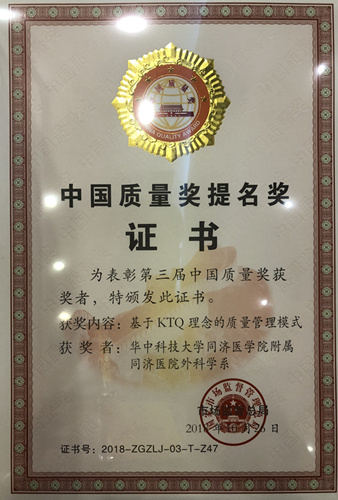 QUALITY AWARD
中国质量奖提名奖
证书
为表彰第三届中国质量奖获
奖者，特颁发此证书。
获奖内容：基于KTQ理念的质量管理模式
获奖者：华中科技大学同济医学院附属
同济医院外科学系
证书号：2018-ZGZLJ-03-T-Z47